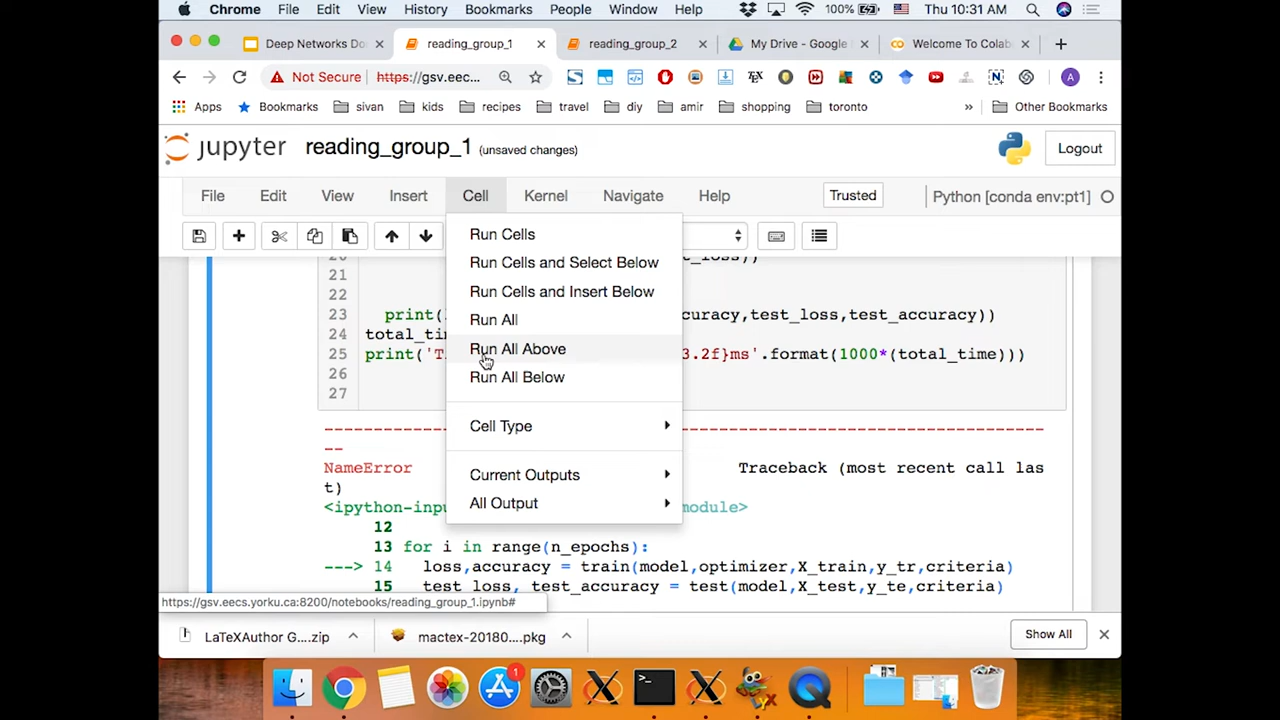 Chrome File Edit View History Bookmarks People Window Help 100% Thu 10:31 AM
Deep Networks Do × reading_group_1 × reading_group_2 × My Drive - Google × Welcome To Colab ×
Not Secure https://gsv.eecs.yorku.ca...
Apps Bookmarks sivan kids recipes travel diy amir shopping toronto » Other Bookmarks
jupyter reading_group_1 (unsaved changes) Logout
File Edit View Insert Cell Kernel Navigate Help Trusted Python [conda env:pt1]
Run Cells
Run Cells and Select Below
Run Cells and Insert Below
Run All
Run All Above
Run All Below
Cell Type
Current Outputs
All Output
20 t_loss))
21
22
23 print( curacy,test_loss,test_accuracy))
24 total_tim
25 print('T 3.2f}ms'.format(1000*(total_time)))
26
27
--
NameError Traceback (most recent call las
t)
<ipython-inpu module>
12
13 for i in range(n_epochs):
---> 14 loss,accuracy = train(model,optimizer,X_train,y_tr,criteria)
15 test_loss, test_accuracy = test(model,X_test,y_te,criteria)
https://gsv.eecs.yorku.ca:8200/notebooks/reading_group_1.ipynb#
LaTeXAuthor G....zip mactex-20180....pkg Show All ×
1